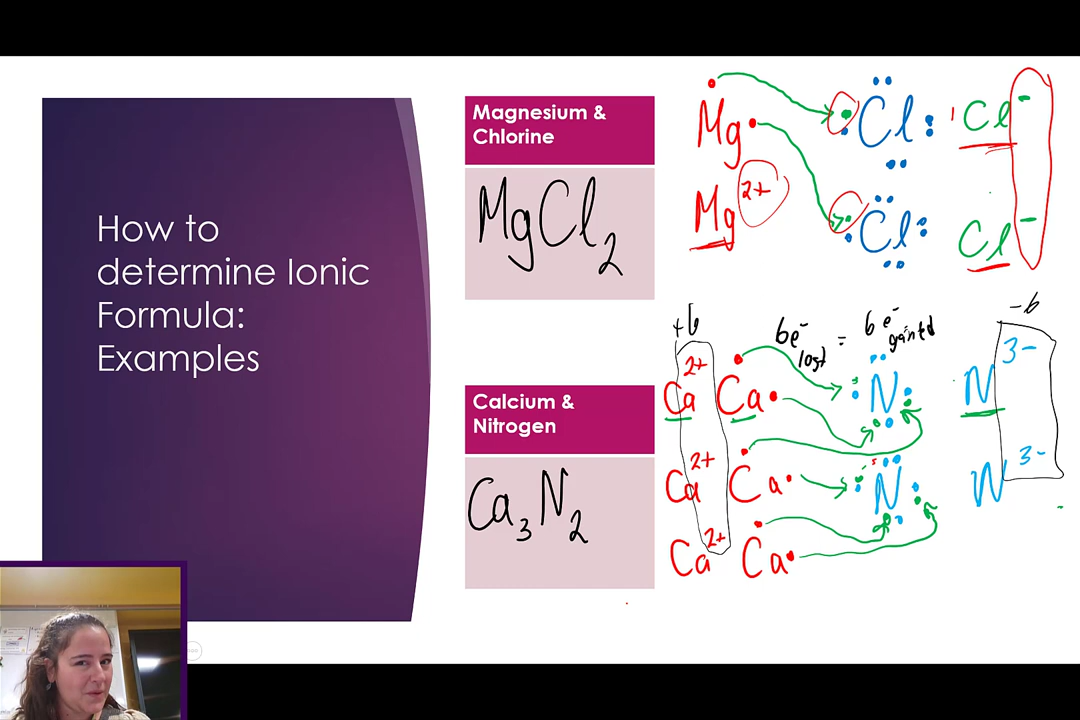 How to
determine Ionic
Formula:
Examples
Magnesium &
Chlorine
MgCl₂
Mg Cl Cl⁻
Mg²⁺ Cl Cl⁻
Calcium &
Nitrogen
Ca₃N₂
+6 6e⁻ lost = 6e⁻ gained -6
Ca²⁺ Ca N N³⁻
Ca²⁺ Ca N N³⁻
Ca²⁺ Ca